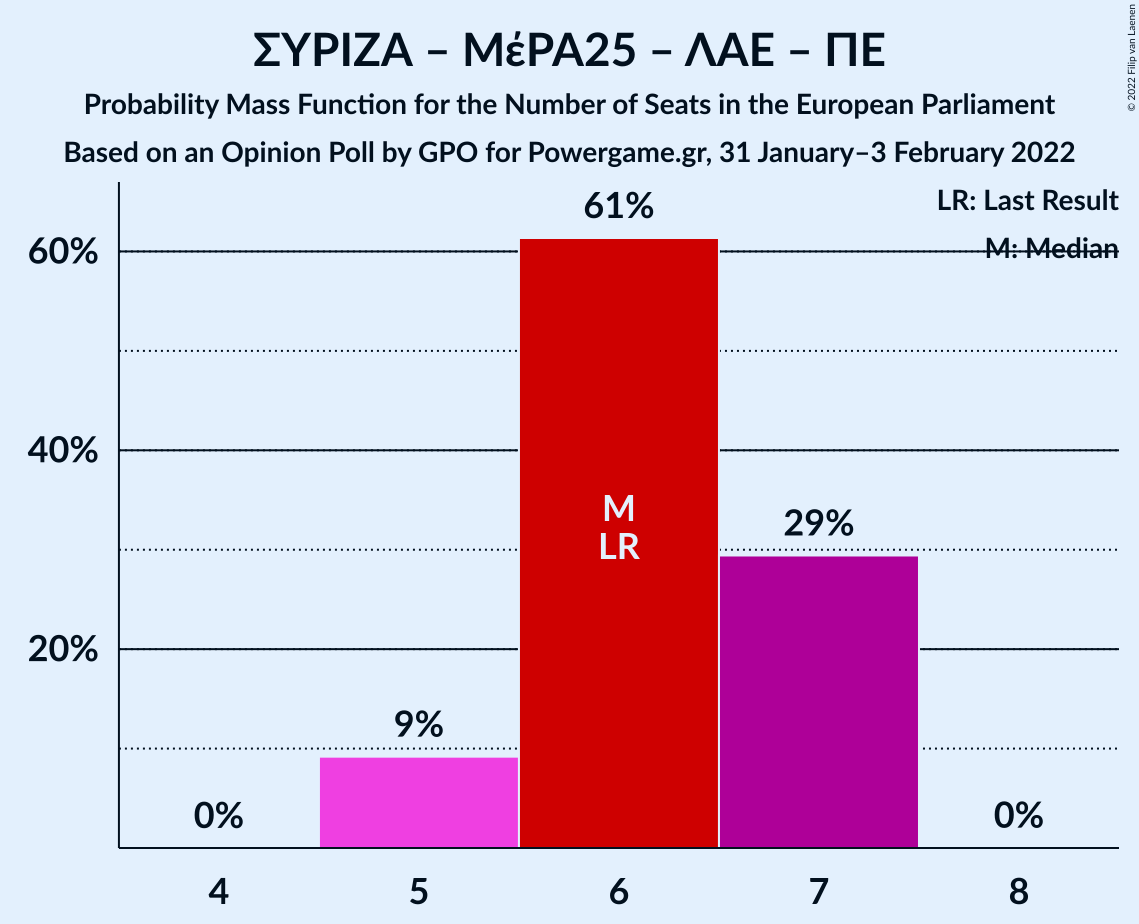 ΣΥΡΙΖΑ – ΜέΡΑ25 – ΛΑΕ – ΠΕ
Probability Mass Function for the Number of Seats in the European Parliament
Based on an Opinion Poll by GPO for Powergame.gr, 31 January–3 February 2022
© 2022 Filip van Laenen
LR: Last Result
M: Median
61%
60%
40%
M
LR
29%
20%
9%
0%
0%
4
5
6
7
8